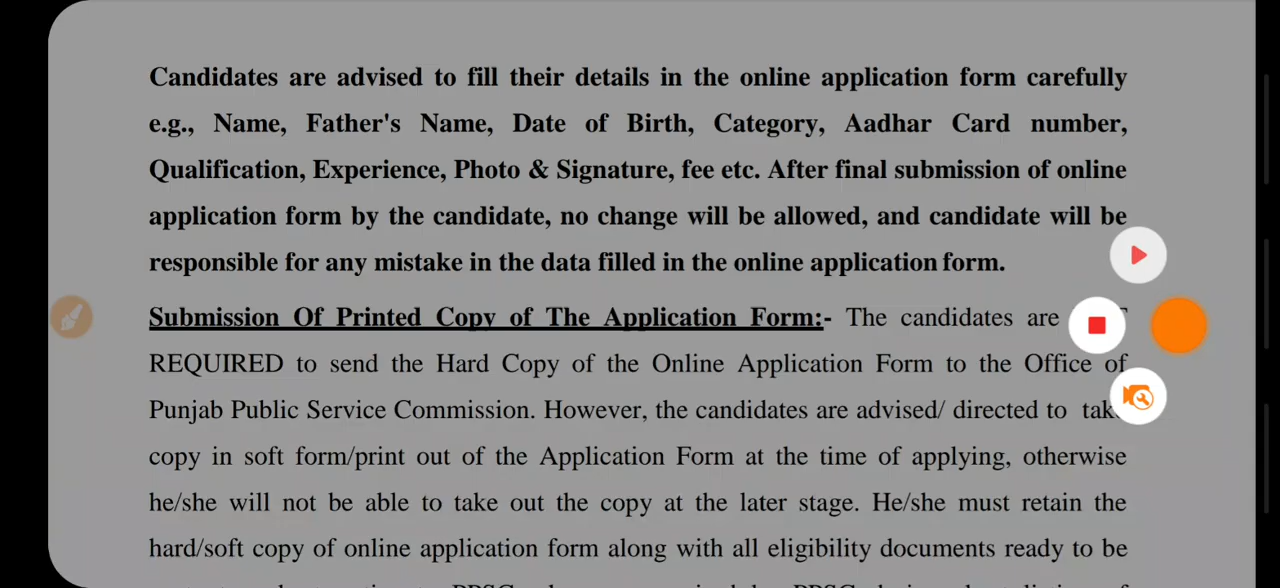 Candidates are advised to fill their details in the online application form carefully
e.g., Name, Father's Name, Date of Birth, Category, Aadhar Card number,
Qualification, Experience, Photo & Signature, fee etc. After final submission of online
application form by the candidate, no change will be allowed, and candidate will be
responsible for any mistake in the data filled in the online application form.
Submission Of Printed Copy of The Application Form:- The candidates are
REQUIRED to send the Hard Copy of the Online Application Form to the Office of
Punjab Public Service Commission. However, the candidates are advised/ directed to
copy in soft form/print out of the Application Form at the time of applying, otherwise
he/she will not be able to take out the copy at the later stage. He/she must retain the
hard/soft copy of online application form along with all eligibility documents ready to be